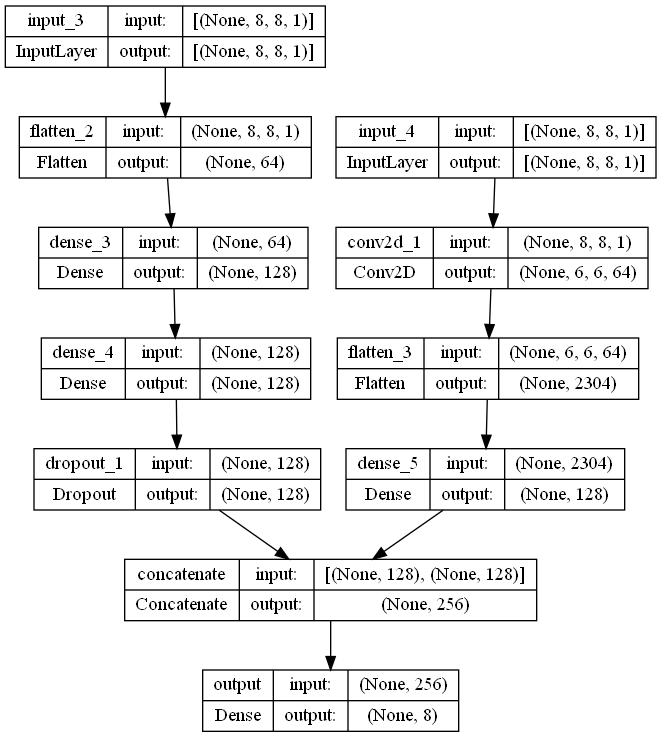 input_3 input: [(None, 8, 8, 1)]
InputLayer output: [(None, 8, 8, 1)]
flatten_2 input: (None, 8, 8, 1)
Flatten output: (None, 64)
input_4 input: [(None, 8, 8, 1)]
InputLayer output: [(None, 8, 8, 1)]
dense_3 input: (None, 64)
Dense output: (None, 128)
conv2d_1 input: (None, 8, 8, 1)
Conv2D output: (None, 6, 6, 64)
dense_4 input: (None, 128)
Dense output: (None, 128)
flatten_3 input: (None, 6, 6, 64)
Flatten output: (None, 2304)
dropout_1 input: (None, 128)
Dropout output: (None, 128)
dense_5 input: (None, 2304)
Dense output: (None, 128)
concatenate input: [(None, 128), (None, 128)]
Concatenate output: (None, 256)
output input: (None, 256)
Dense output: (None, 8)